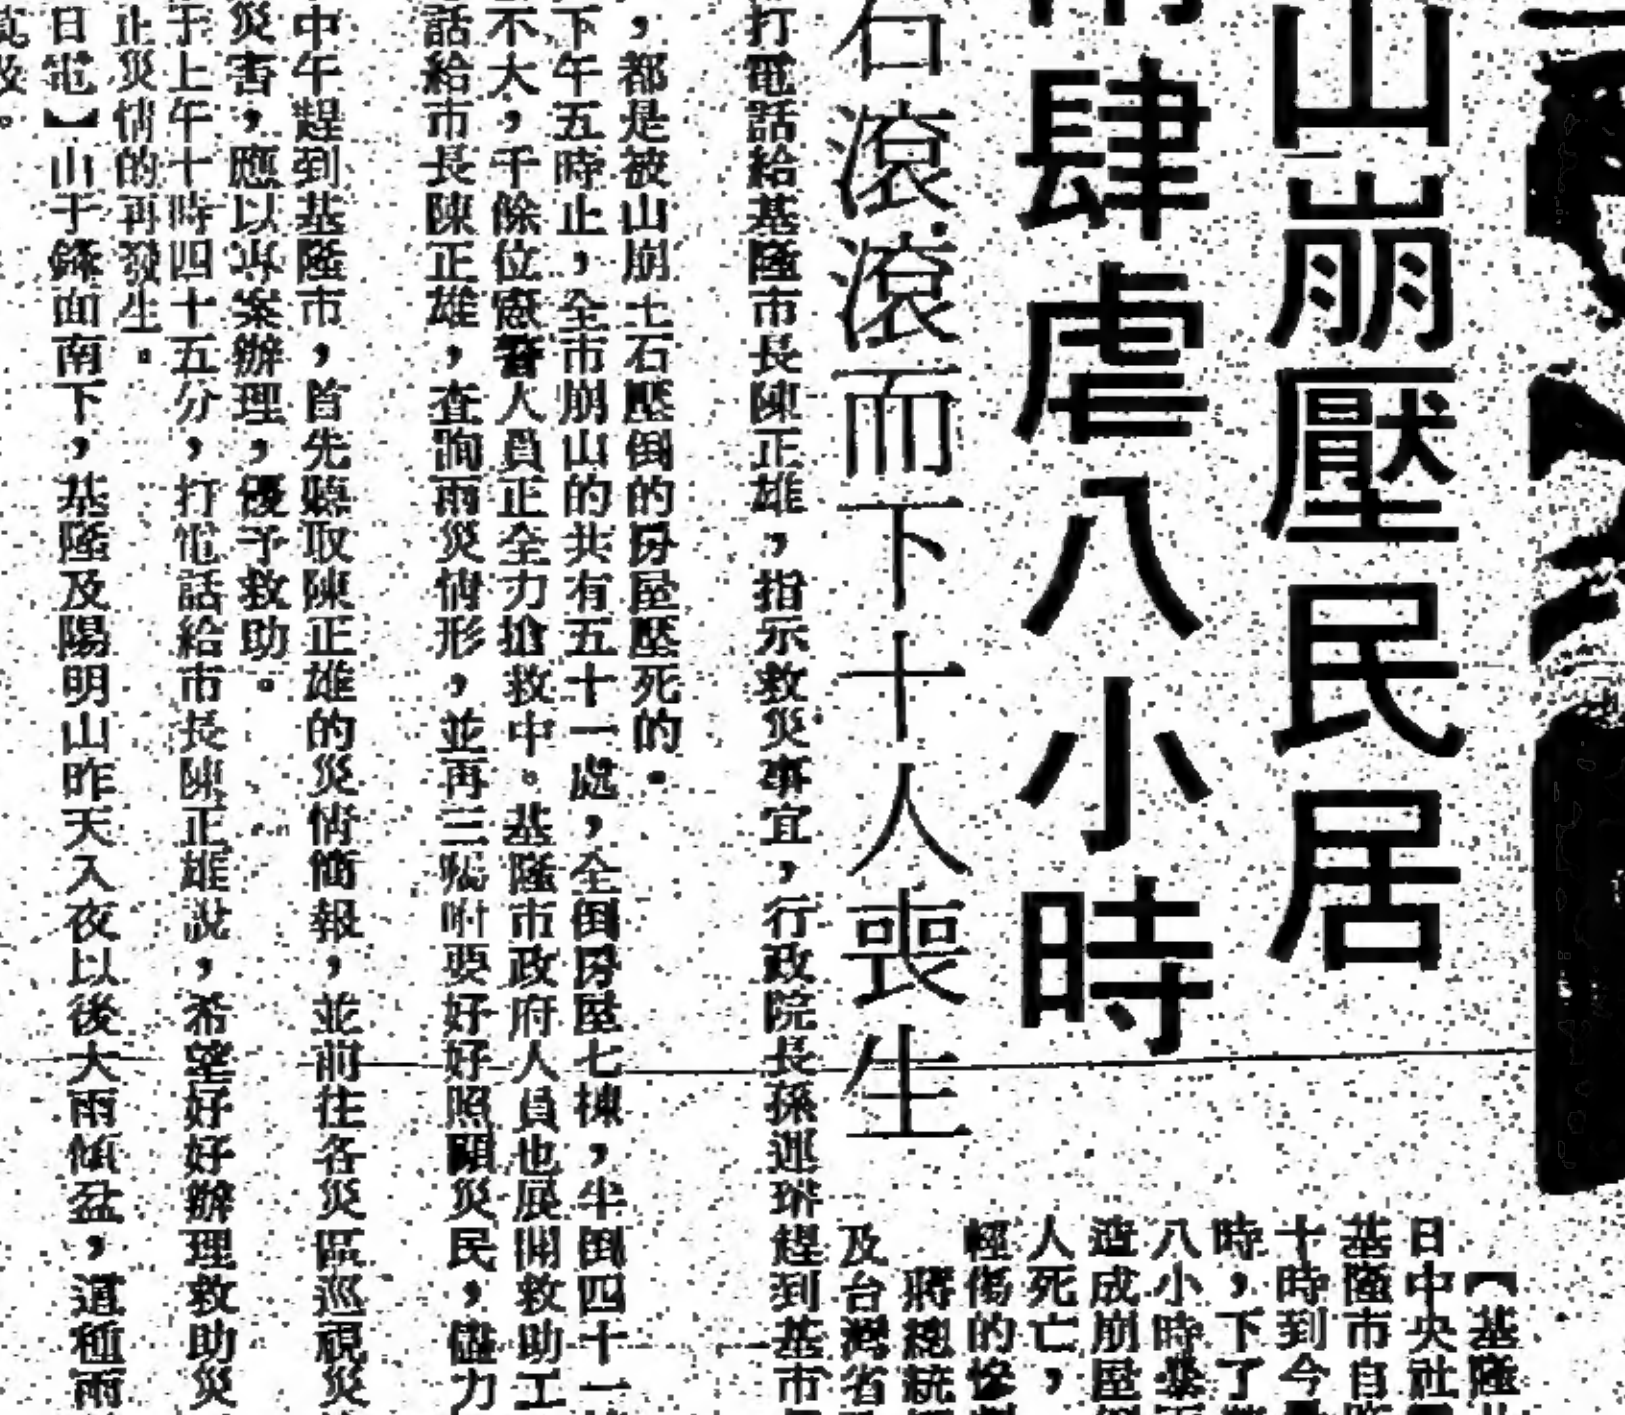 山崩壓民居
肆虐八小時
石滾滾而下十人喪生
【基隆
日中央社
基隆市自昨
十時到今
時，下了
八小時暴雨
造成崩屋
人死亡，
輕傷的慘
蔣總統
及台灣省
打電話給基隆市長陳正雄，指示救災事宜，行政院長孫運璿趕到基市
，都是被山崩土石壓倒的房屋壓死的。
下午五時止，全市崩山的共有五十一處，全倒房屋七棟，半倒四十一
不大，千餘位憲警人員正全力搶救中。基隆市政府人員也展開救助工
話給市長陳正雄，查詢雨災情形，並再三囑咐要好好照顧災民，儘力
中午趕到基隆市，首先聽取陳正雄的災情簡報，並前往各災區巡視災
災害，應以專案辦理，優予救助。
于上午十時四十五分，打電話給市長陳正雄說，希望好好辦理救助災
止災情的再發生。
日電】由于鋒面南下，基隆及陽明山昨天入夜以後大雨傾盆，這種雨